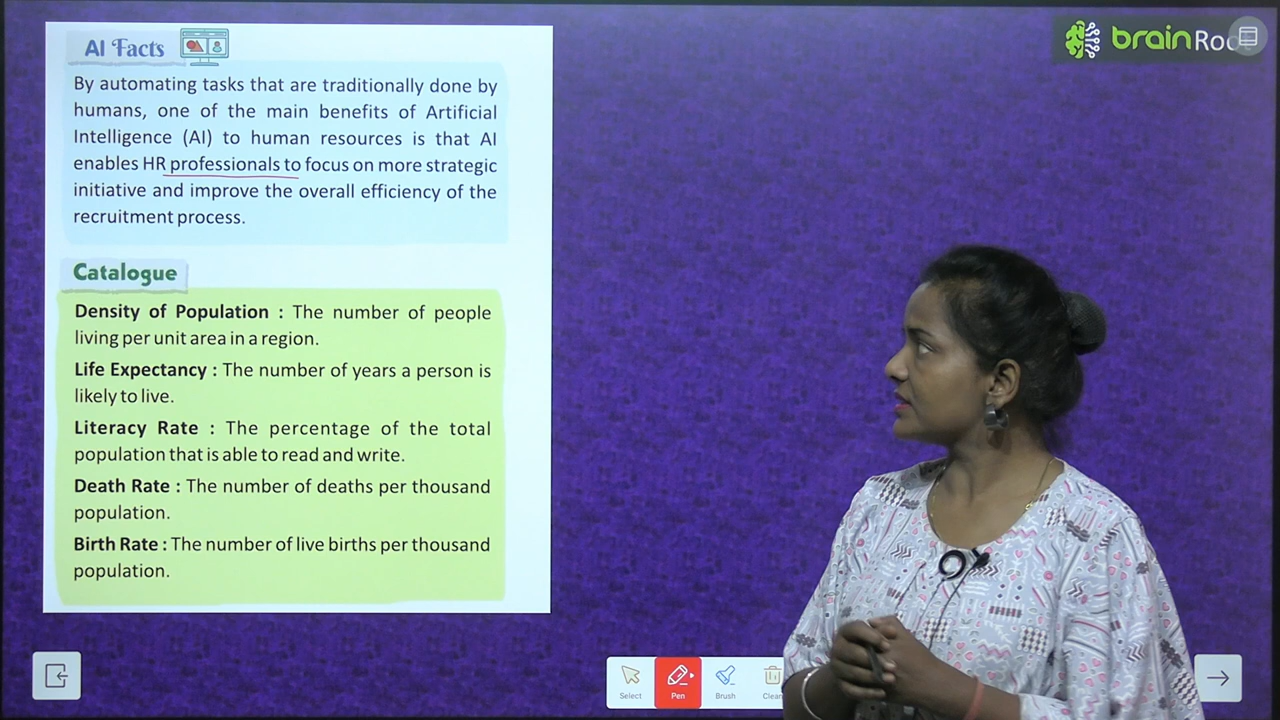 AI Facts
By automating tasks that are traditionally done by
humans, one of the main benefits of Artificial
Intelligence (AI) to human resources is that AI
enables HR professionals to focus on more strategic
initiative and improve the overall efficiency of the
recruitment process.
Catalogue
Density of Population : The number of people
living per unit area in a region.
Life Expectancy : The number of years a person is
likely to live.
Literacy Rate : The percentage of the total
population that is able to read and write.
Death Rate : The number of deaths per thousand
population.
Birth Rate : The number of live births per thousand
population.
brain
Select
Pen
Brush